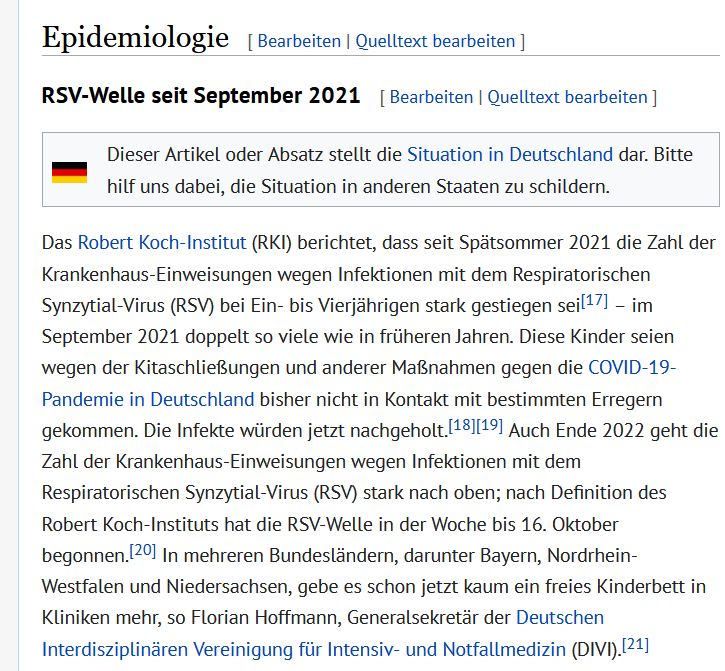 Epidemiologie [ Bearbeiten | Quelltext bearbeiten ]
RSV-Welle seit September 2021 [ Bearbeiten | Quelltext bearbeiten ]
Dieser Artikel oder Absatz stellt die Situation in Deutschland dar. Bitte
hilf uns dabei, die Situation in anderen Staaten zu schildern.
Das Robert Koch-Institut (RKI) berichtet, dass seit Spätsommer 2021 die Zahl der
Krankenhaus-Einweisungen wegen Infektionen mit dem Respiratorischen
Synzytial-Virus (RSV) bei Ein- bis Vierjährigen stark gestiegen sei[17] – im
September 2021 doppelt so viele wie in früheren Jahren. Diese Kinder seien
wegen der Kitaschließungen und anderer Maßnahmen gegen die COVID-19-
Pandemie in Deutschland bisher nicht in Kontakt mit bestimmten Erregern
gekommen. Die Infekte würden jetzt nachgeholt.[18][19] Auch Ende 2022 geht die
Zahl der Krankenhaus-Einweisungen wegen Infektionen mit dem
Respiratorischen Synzytial-Virus (RSV) stark nach oben; nach Definition des
Robert Koch-Instituts hat die RSV-Welle in der Woche bis 16. Oktober
begonnen.[20] In mehreren Bundesländern, darunter Bayern, Nordrhein-
Westfalen und Niedersachsen, gebe es schon jetzt kaum ein freies Kinderbett in
Kliniken mehr, so Florian Hoffmann, Generalsekretär der Deutschen
Interdisziplinären Vereinigung für Intensiv- und Notfallmedizin (DIVI).[21]